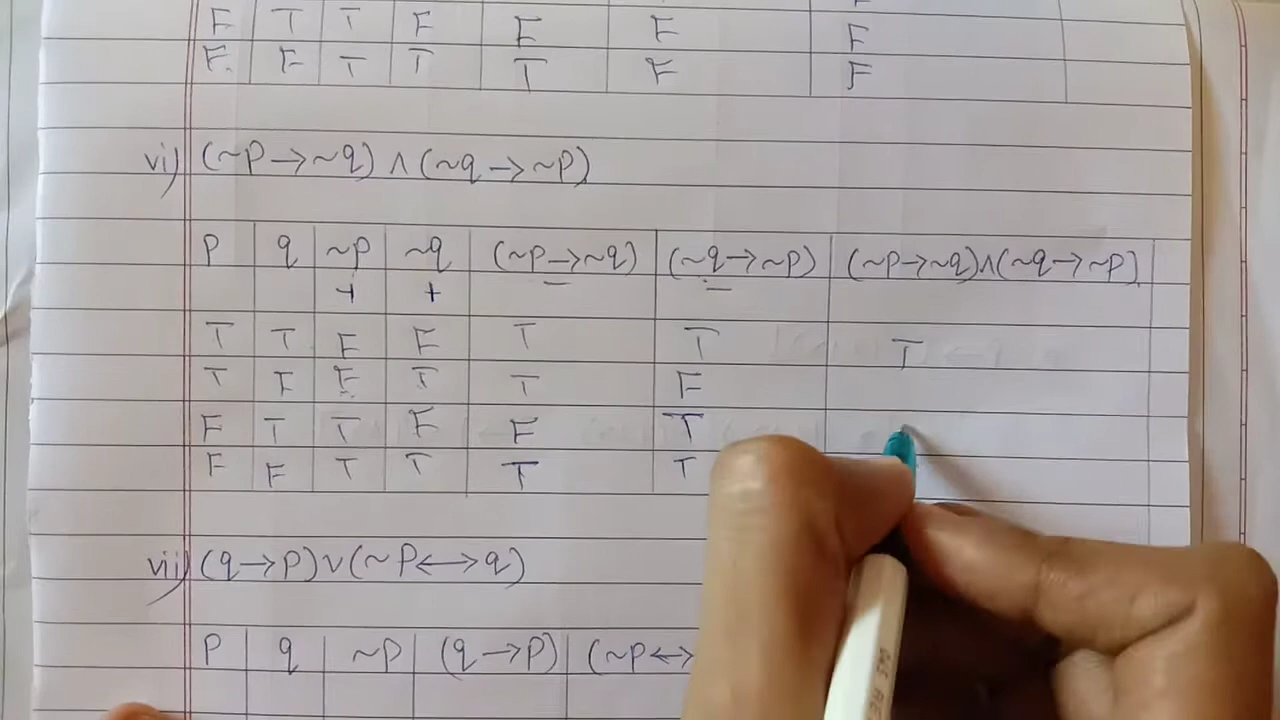 F T T F F F F
F F T T T F F
vi) (~P→~q) ∧ (~q→~P)
P q ~P ~q (~P→~q) (~q→~P) (~P→~q)∧(~q→~P)
+ + - -
T T F F T T T
T F F T T F
F T T F F T
F F T T T T
vii) (q→P)∨(~P↔q)
P q ~P (q→P) (~P↔